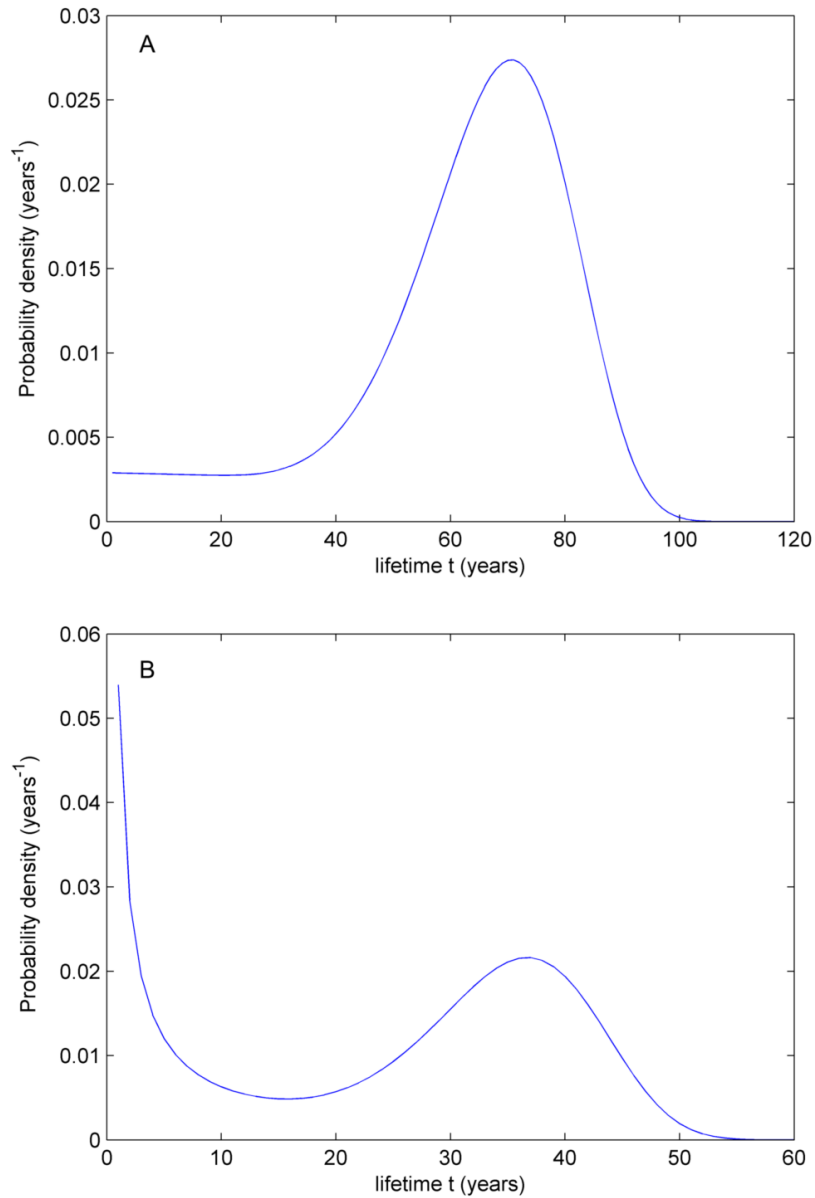 A
Probability density (years⁻¹)
0.03
0.025
0.02
0.015
0.01
0.005
0
0 20 40 60 80 100 120
lifetime t (years)
B
Probability density (years⁻¹)
0.06
0.05
0.04
0.03
0.02
0.01
0
0 10 20 30 40 50 60
lifetime t (years)